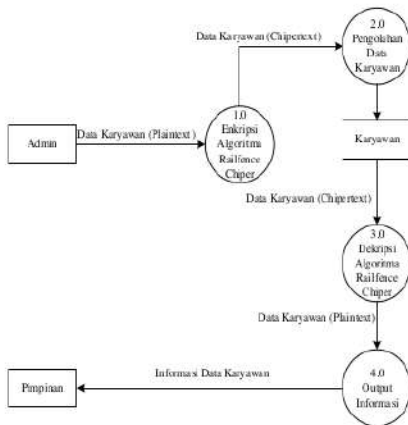 Data Karyawan (Chipertext)
2.0
Pengolahan
Data
Karyawan
1.0
Enkripsi
Algoritma
Railfence
Chiper
Admin
Data Karyawan (Plaintext)
Karyawan
Data Karyawan (Chipertext)
3.0
Dekripsi
Algoritma
Railfence
Chiper
Data Karyawan (Plaintext)
Pimpinan
Informasi Data Karyawan
4.0
Output
Informasi